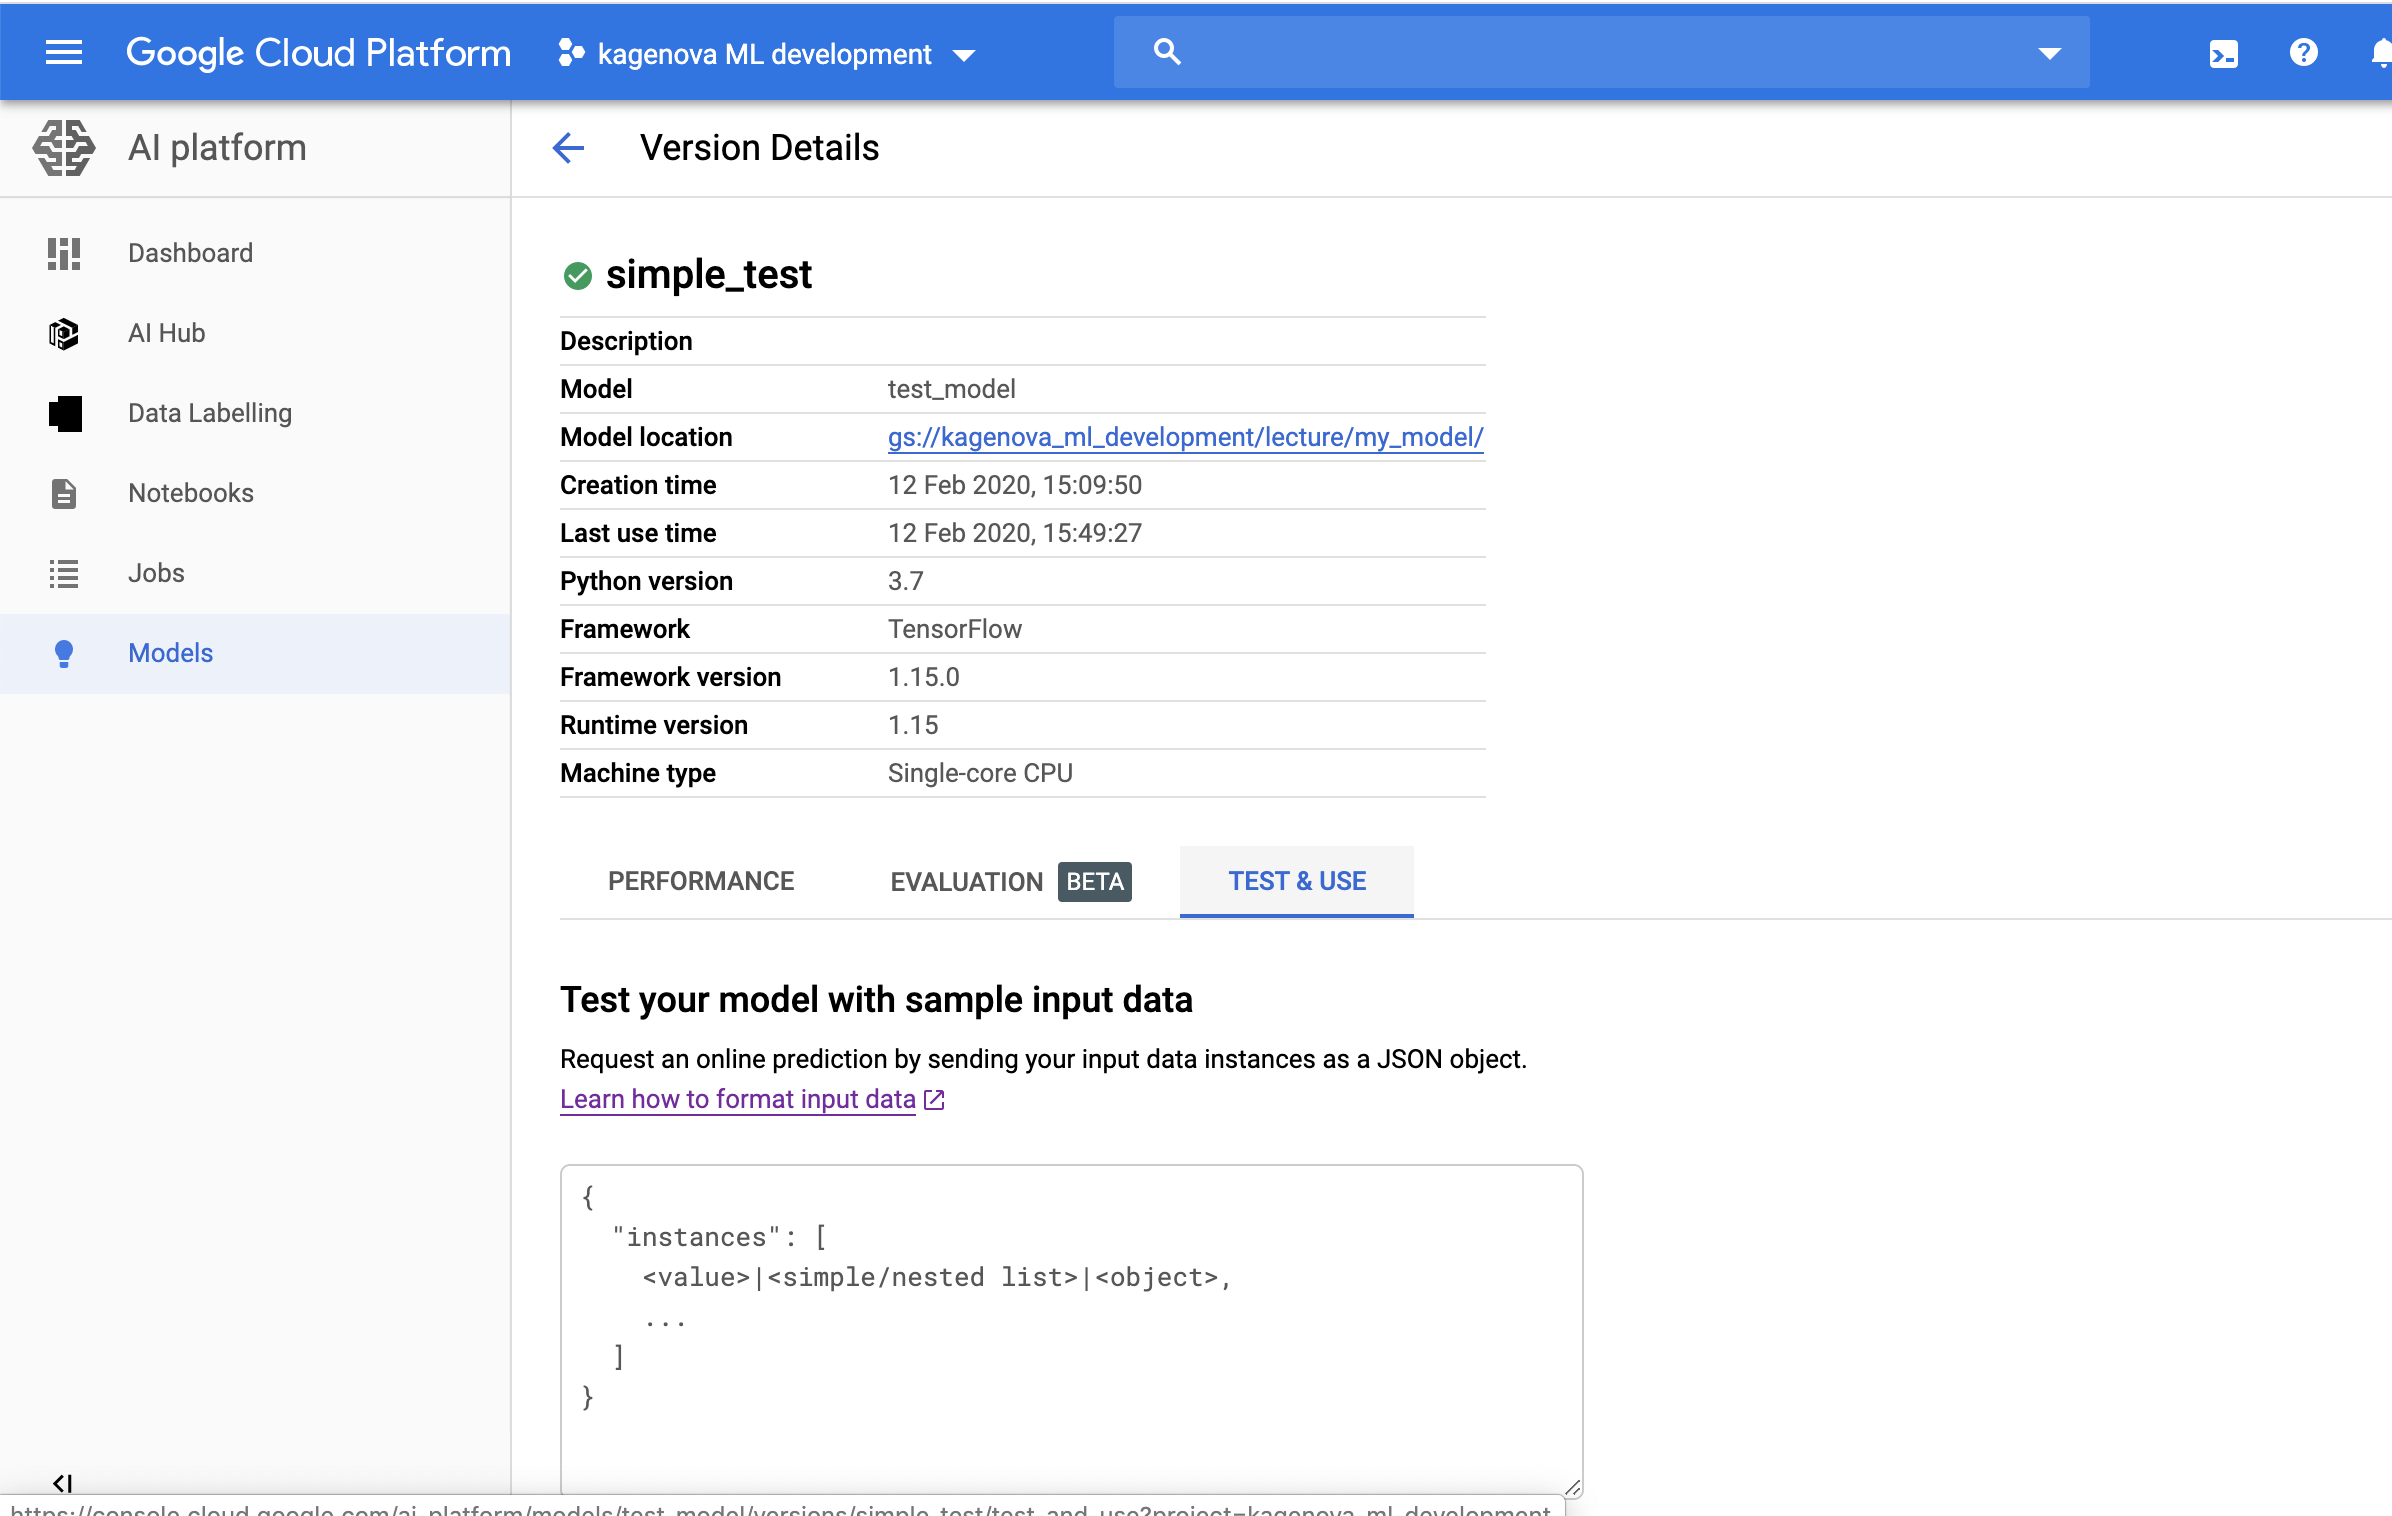 Google Cloud Platform kagenova ML development
AI platform
Version Details
Dashboard
AI Hub
Data Labelling
Notebooks
Jobs
Models
simple_test
Description
Model test_model
Model location gs://kagenova_ml_development/lecture/my_model/
Creation time 12 Feb 2020, 15:09:50
Last use time 12 Feb 2020, 15:49:27
Python version 3.7
Framework TensorFlow
Framework version 1.15.0
Runtime version 1.15
Machine type Single-core CPU
PERFORMANCE EVALUATION BETA TEST & USE
Test your model with sample input data
Request an online prediction by sending your input data instances as a JSON object.
Learn how to format input data
{
"instances": [
<value>|<simple/nested list>|<object>,
...
]
}
https://console.cloud.google.com/ai-platform/models/test_model/versions/simple_test/test-and-use?project=kagenova-ml-development